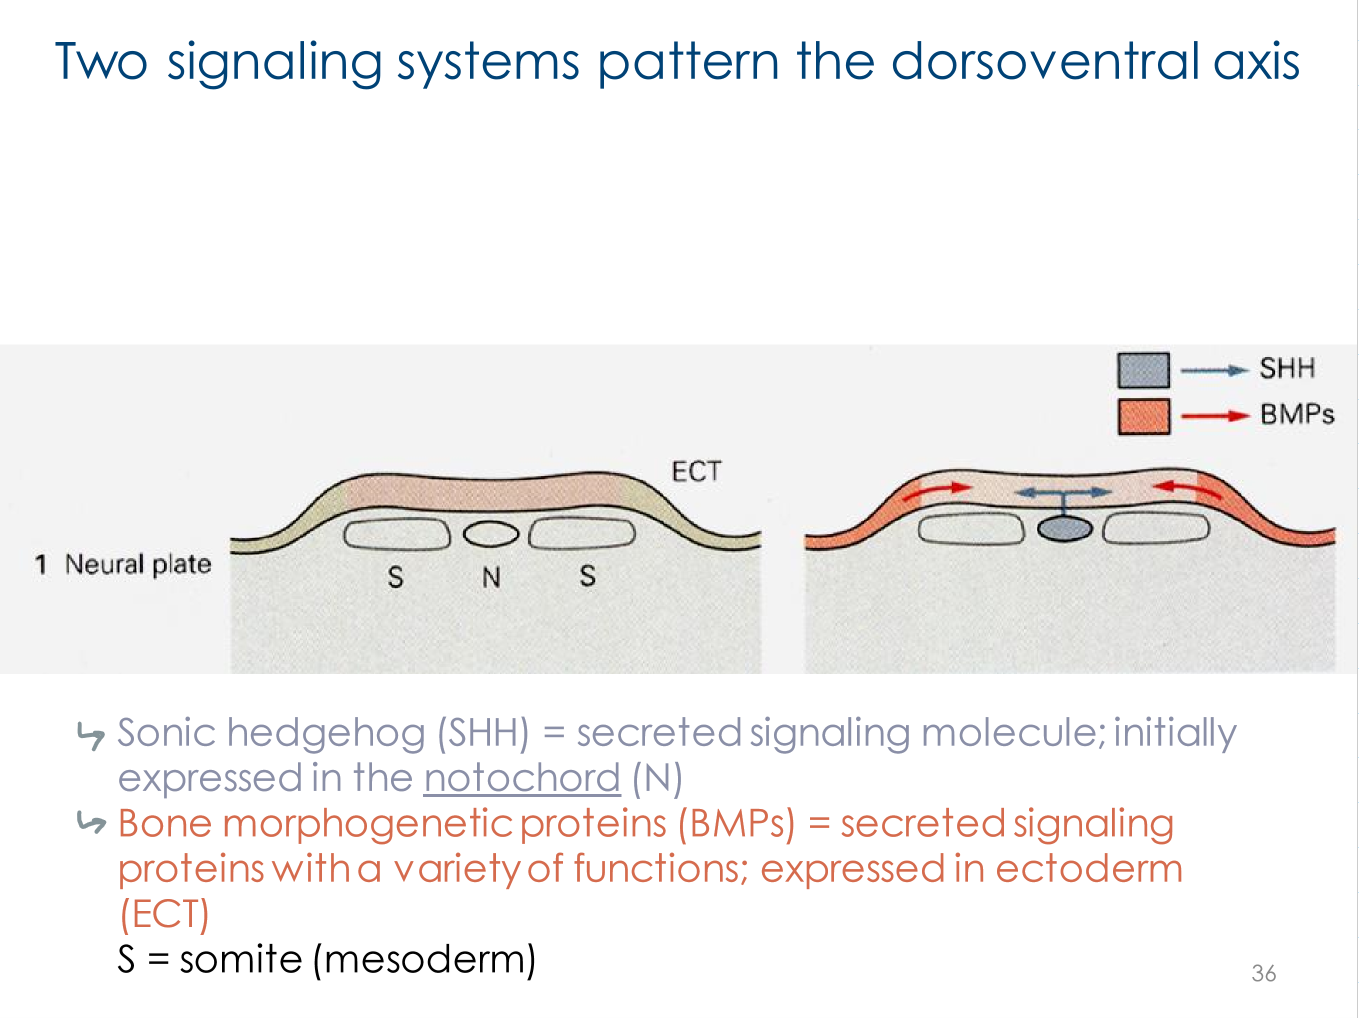 Two signaling systems pattern the dorsoventral axis
SHH
BMPs
ECT
1 Neural plate
S N S
Sonic hedgehog (SHH) = secreted signaling molecule; initially
expressed in the notochord (N)
Bone morphogenetic proteins (BMPs) = secreted signaling
proteins with a variety of functions; expressed in ectoderm
(ECT)
S = somite (mesoderm)
36